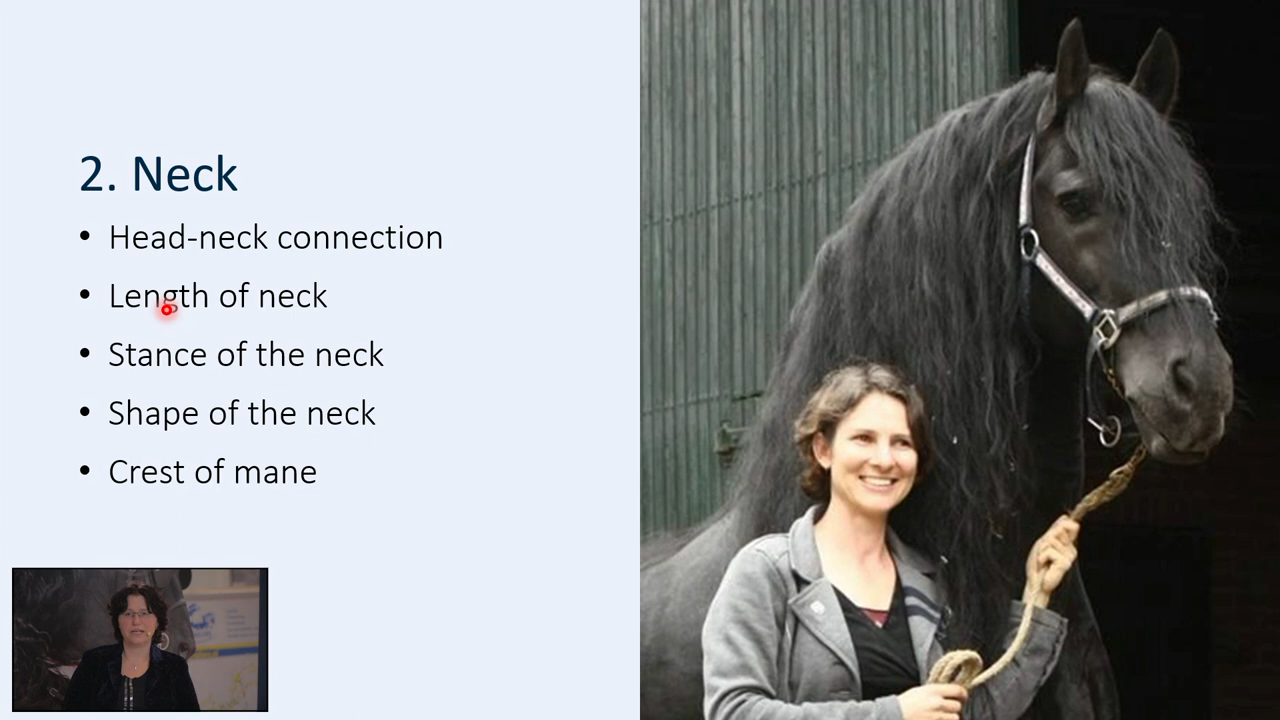 2. Neck
• Head-neck connection
• Length of neck
• Stance of the neck
• Shape of the neck
• Crest of mane